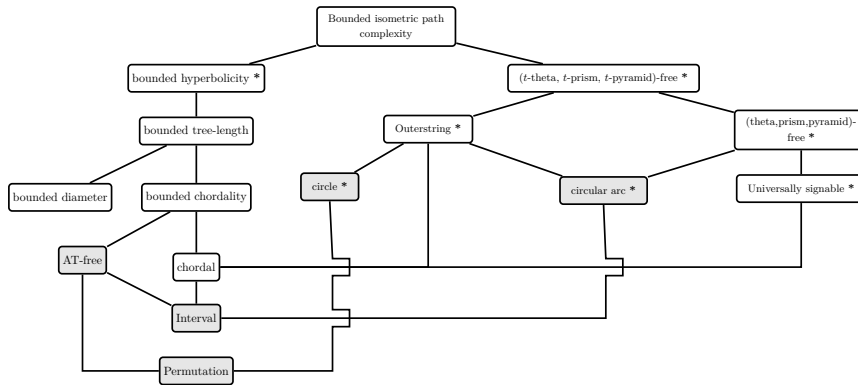 Bounded isometric path
complexity
bounded hyperbolicity *
(t-theta, t-prism, t-pyramid)-free *
bounded tree-length
Outerstring *
(theta,prism,pyramid)-
free *
bounded diameter
bounded chordality
circle *
circular arc *
Universally signable *
AT-free
chordal
Interval
Permutation